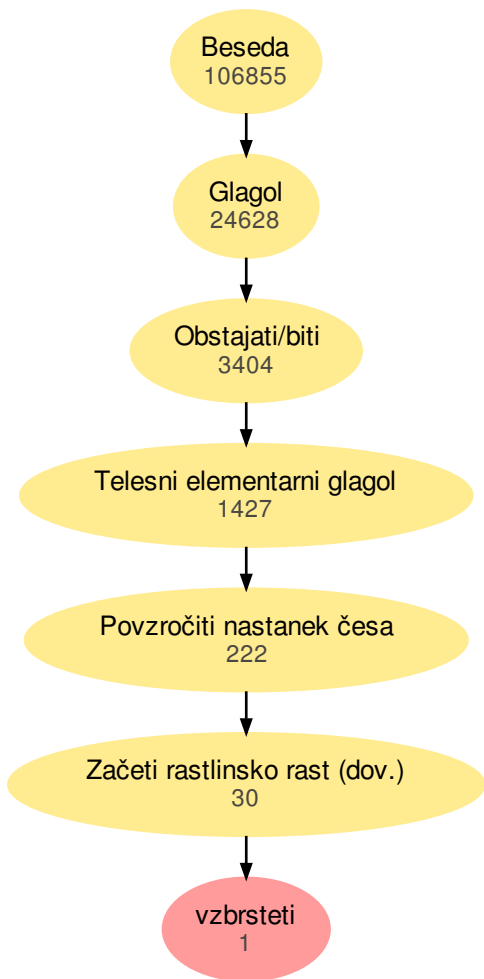 Beseda
106855
Glagol
24628
Obstajati/biti
3404
Telesni elementarni glagol
1427
Povzročiti nastanek česa
222
Začeti rastlinsko rast (dov.)
30
vzbrsteti
1